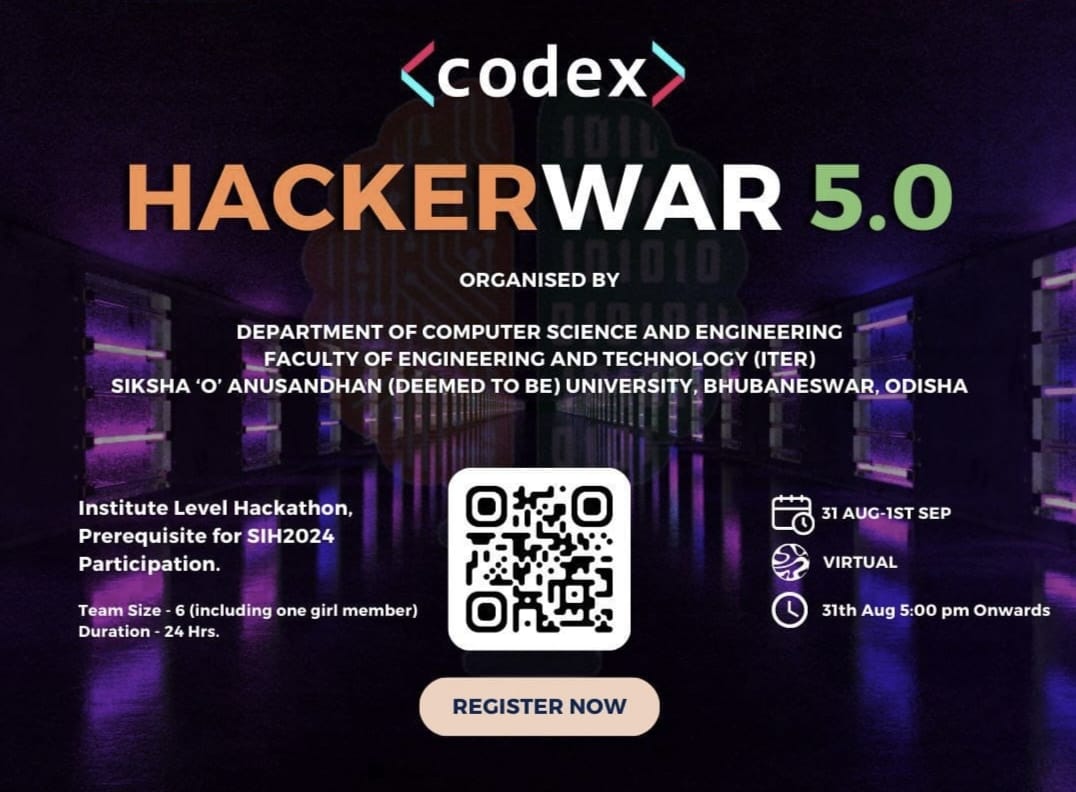 <codex>
HACKERWAR 5.0
ORGANISED BY
DEPARTMENT OF COMPUTER SCIENCE AND ENGINEERING
FACULTY OF ENGINEERING AND TECHNOLOGY (ITER)
SIKSHA ‘O’ ANUSANDHAN (DEEMED TO BE) UNIVERSITY, BHUBANESWAR, ODISHA
Institute Level Hackathon,
Prerequisite for SIH2024
Participation.
Team Size - 6 (including one girl member)
Duration - 24 Hrs.
31 AUG-1ST SEP
VIRTUAL
31th Aug 5:00 pm Onwards
REGISTER NOW